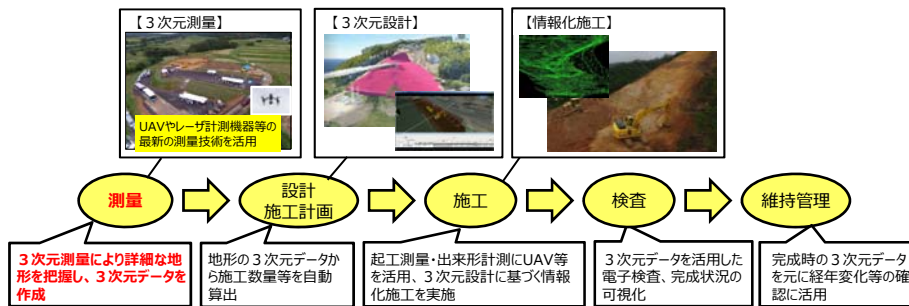 【３次元測量】
UAVやレーザ計測機器等の
最新の測量技術を活用
【３次元設計】
【情報化施工】
測量
設計
施工計画
施工
検査
維持管理
３次元測量により詳細な地
形を把握し、３次元データを
作成
地形の３次元データか
ら施工数量等を自動
算出
起工測量・出来形計測にUAV等
を活用、３次元設計に基づく情報
化施工を実施
３次元データを活用した
電子検査、完成状況の
可視化
完成時の３次元データ
を元に経年変化等の確
認に活用